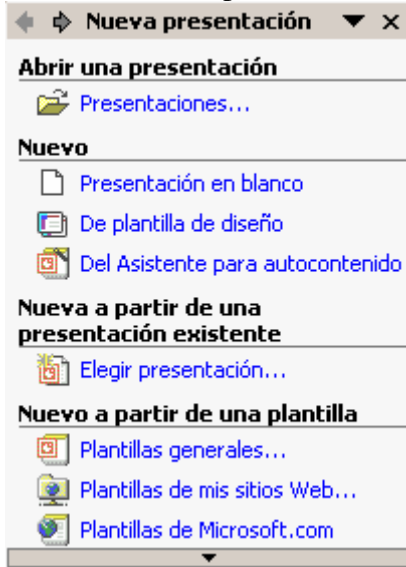 Nueva presentación
Abrir una presentación
Presentaciones...
Nuevo
Presentación en blanco
De plantilla de diseño
Del Asistente para autocontenido
Nueva a partir de una
presentación existente
Elegir presentación...
Nuevo a partir de una plantilla
Plantillas generales...
Plantillas de mis sitios Web...
Plantillas de Microsoft.com